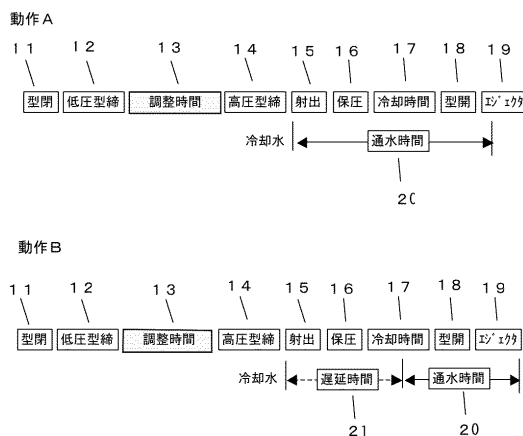 動作A
11 12 13 14 15 16 17 18 19
型閉 低圧型締 調整時間 高圧型締 射出 保圧 冷却時間 型開 エジェクタ
冷却水 通水時間
20
動作B
11 12 13 14 15 16 17 18 19
型閉 低圧型締 調整時間 高圧型締 射出 保圧 冷却時間 型開 エジェクタ
冷却水 遅延時間 通水時間
21 20